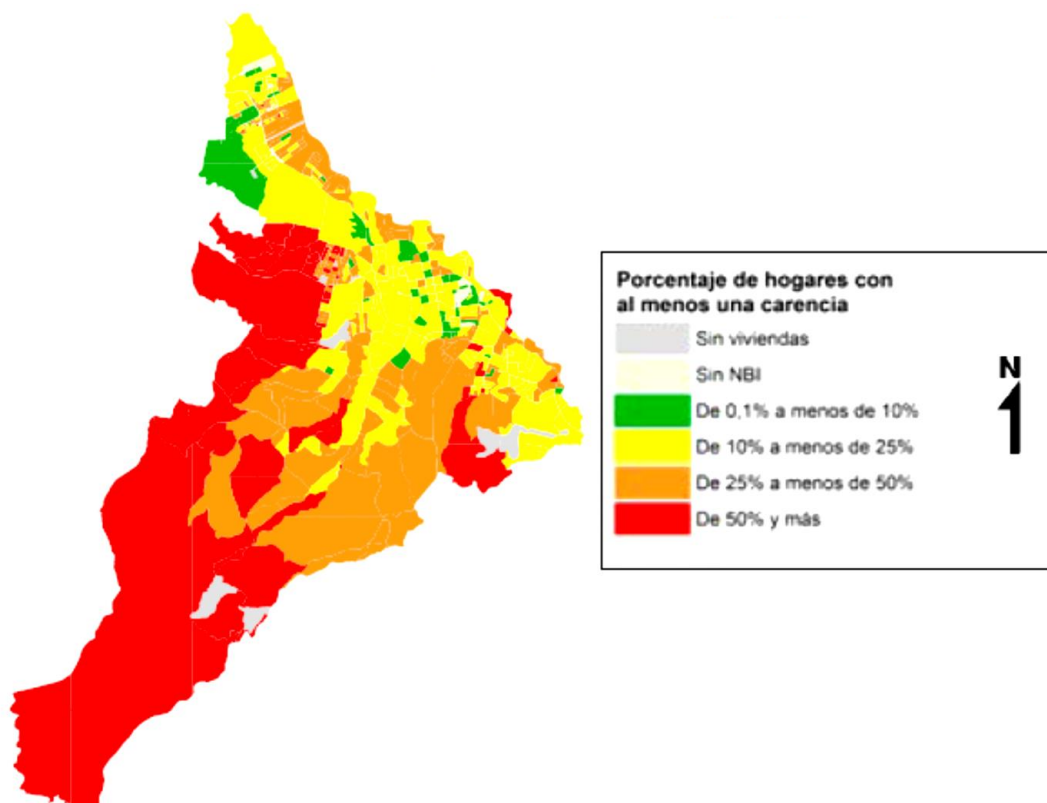 Porcentaje de hogares con
al menos una carencia
Sin viviendas
Sin NBI
De 0,1% a menos de 10%
De 10% a menos de 25%
De 25% a menos de 50%
De 50% y más
N